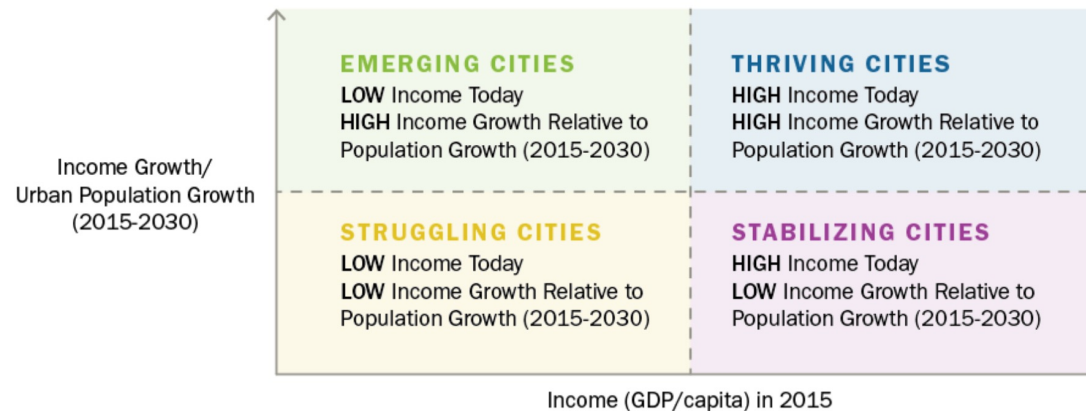 EMERGING CITIES
LOW Income Today
HIGH Income Growth Relative to
Population Growth (2015-2030)
THRIVING CITIES
HIGH Income Today
HIGH Income Growth Relative to
Population Growth (2015-2030)
Income Growth/
Urban Population Growth
(2015-2030)
STRUGGLING CITIES
LOW Income Today
LOW Income Growth Relative to
Population Growth (2015-2030)
STABILIZING CITIES
HIGH Income Today
LOW Income Growth Relative to
Population Growth (2015-2030)
Income (GDP/capita) in 2015